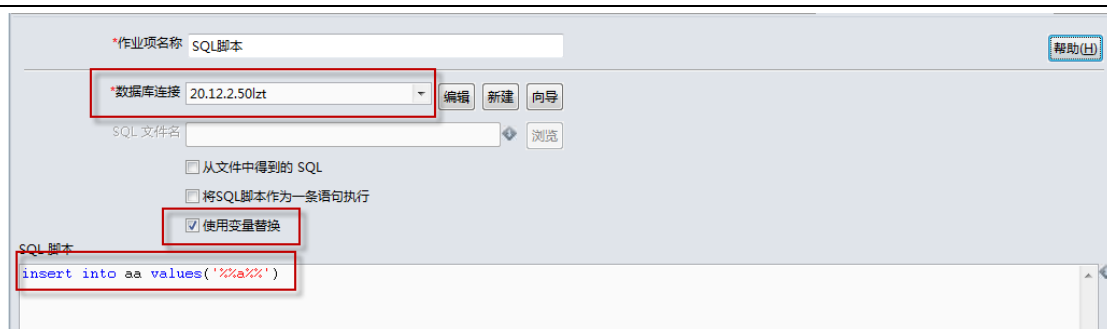 *作业项名称 SQL脚本 帮助(H)
*数据库连接 20.12.2.50lzt 编辑 新建 向导
SQL 文件名 浏览
从文件中得到的 SQL
将SQL脚本作为一条语句执行
使用变量替换
SQL 脚本
insert into aa values('%%a%%')